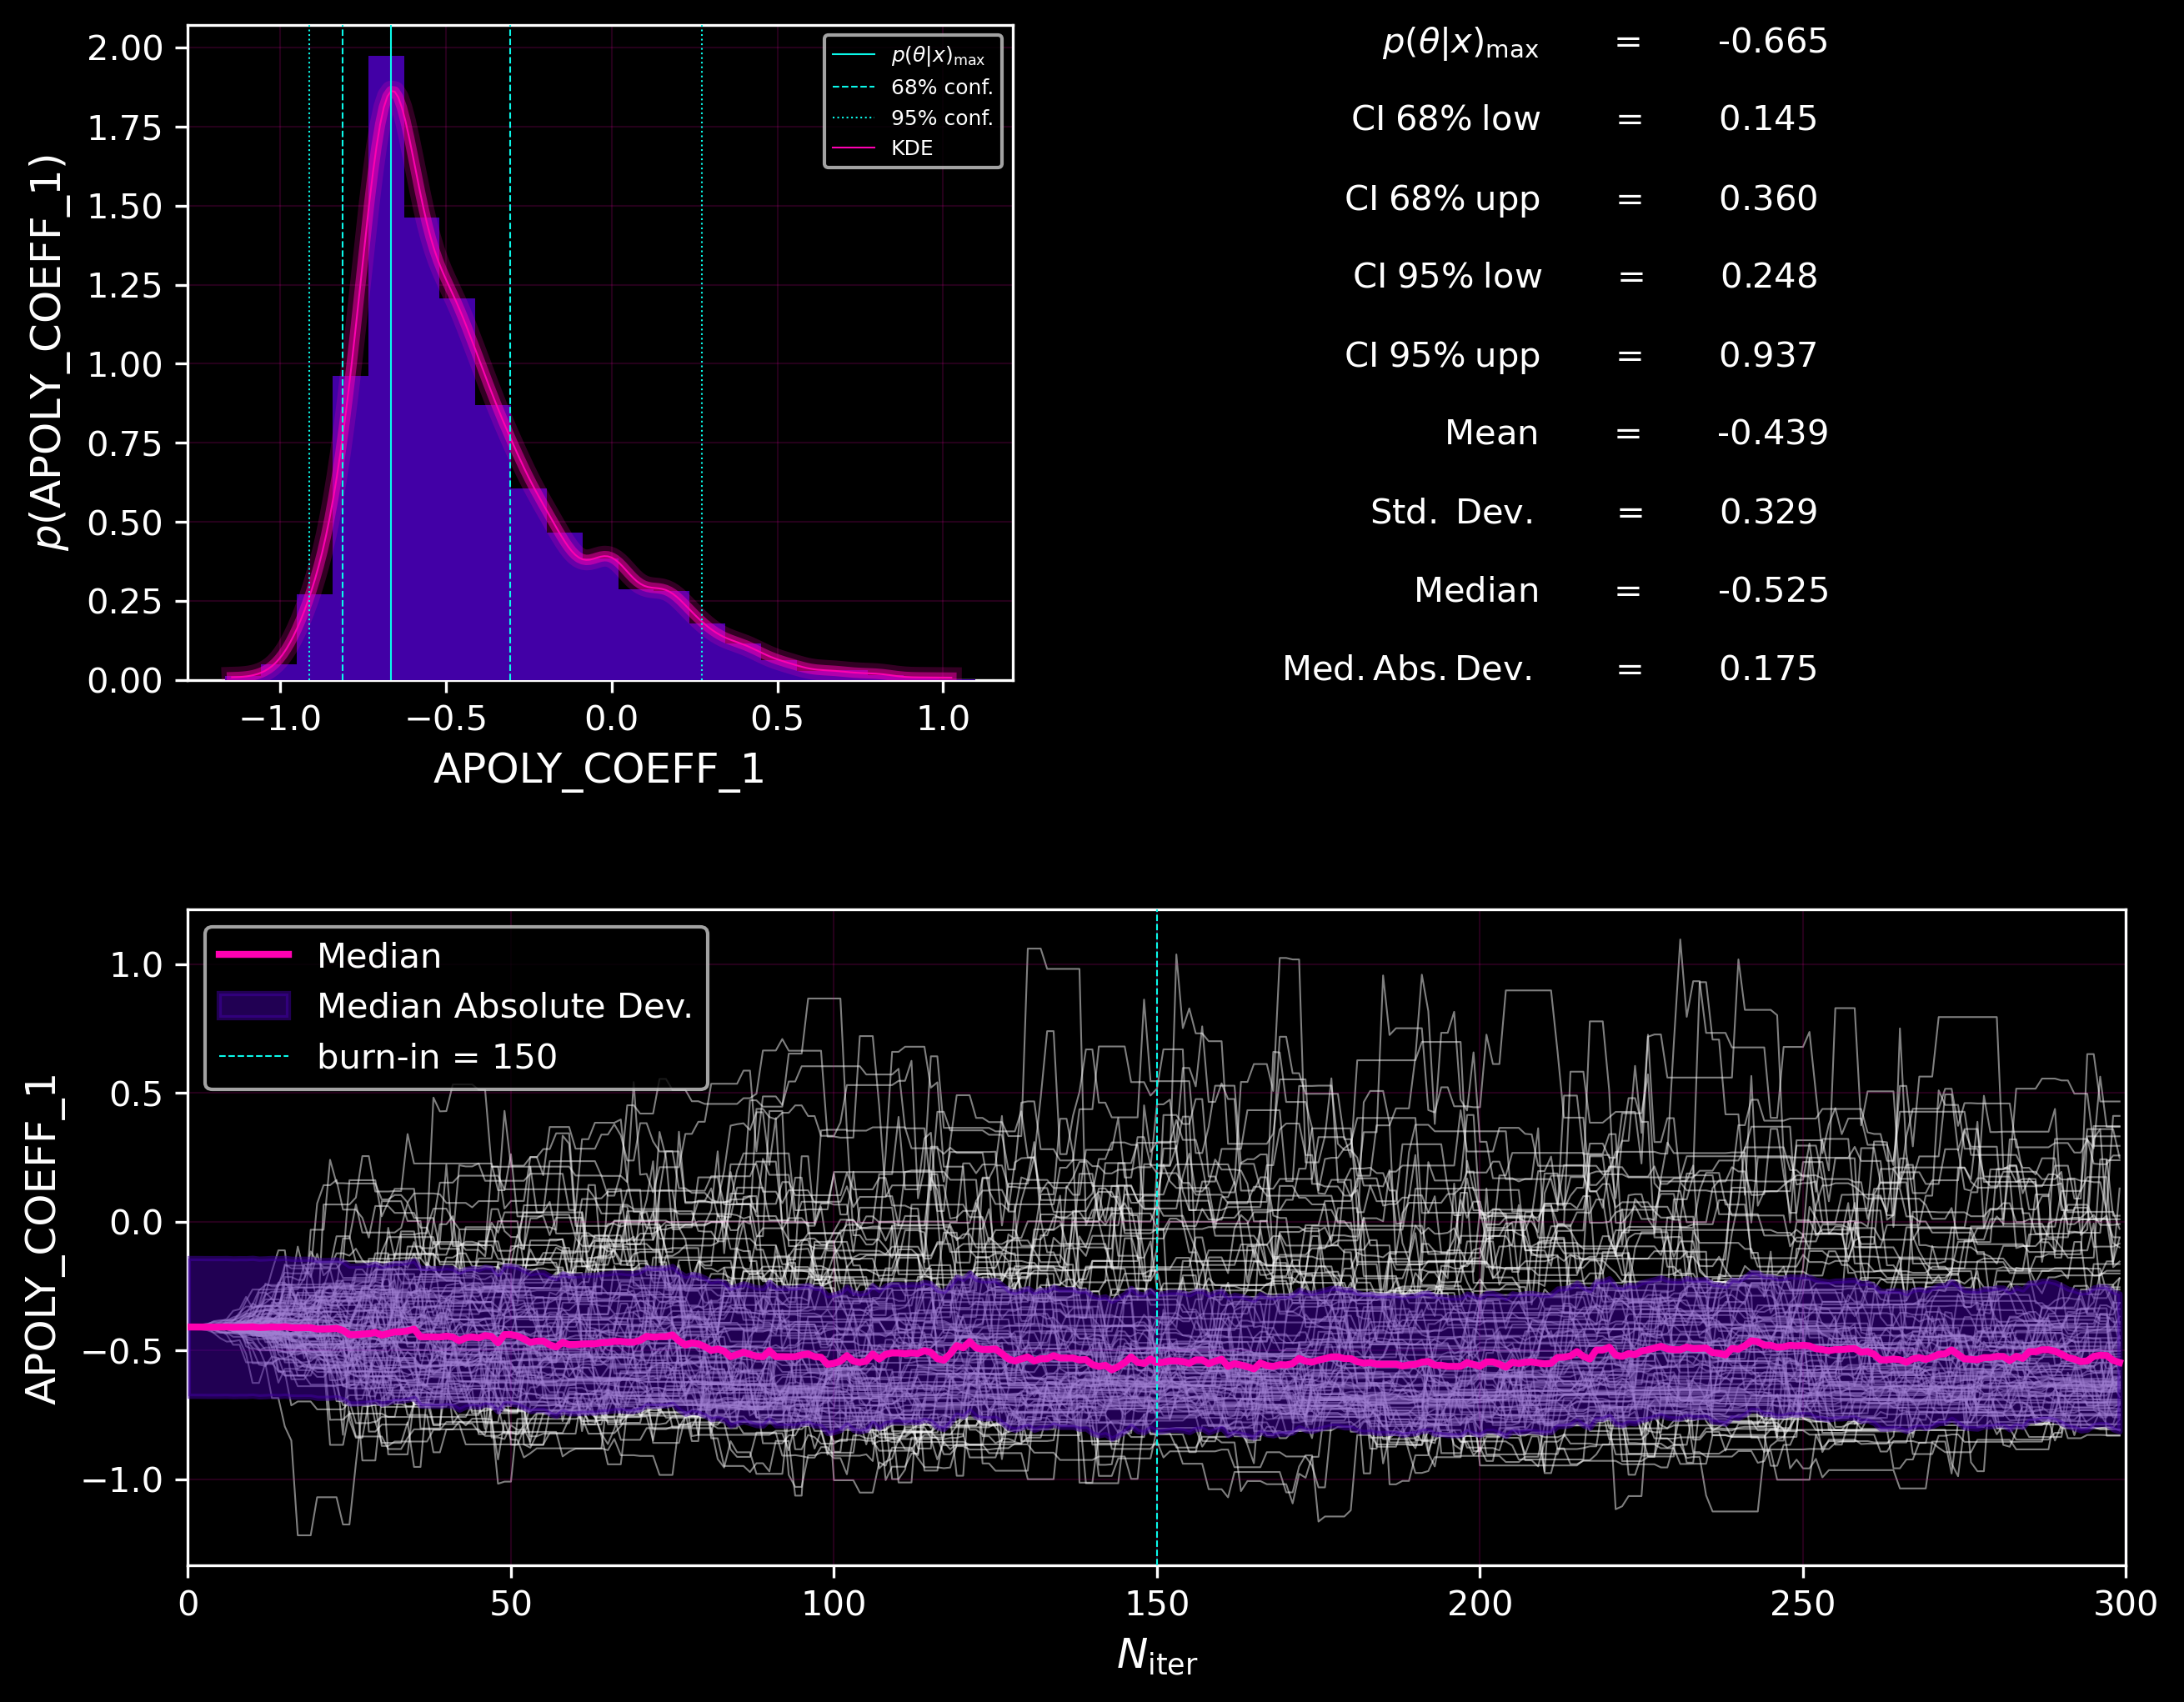 2.00
1.75
1.50
1.25
1.00
0.75
0.50
0.25
0.00
p(APOLY_COEFF_1)
−1.0 −0.5 0.0 0.5 1.0
APOLY_COEFF_1
p(θ|x)max
68% conf.
95% conf.
KDE
p(θ|x)max = -0.665
CI 68% low = 0.145
CI 68% upp = 0.360
CI 95% low = 0.248
CI 95% upp = 0.937
Mean = -0.439
Std. Dev. = 0.329
Median = -0.525
Med. Abs. Dev. = 0.175
1.0
0.5
0.0
−0.5
−1.0
APOLY_COEFF_1
Median
Median Absolute Dev.
burn-in = 150
0 50 100 150 200 250 300
Niter